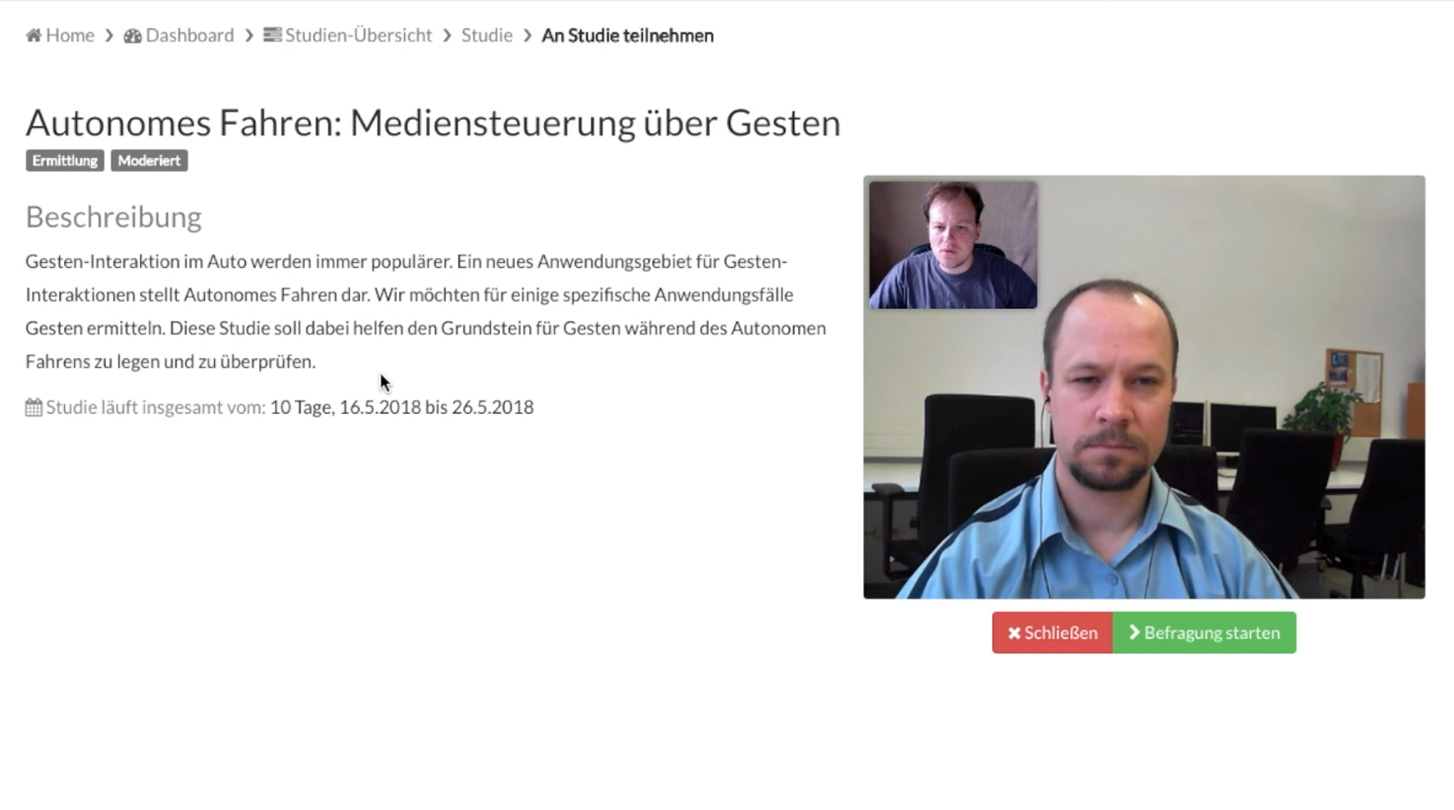 Home > Dashboard > Studien-Übersicht > Studie > An Studie teilnehmen
Autonomes Fahren: Mediensteuerung über Gesten
Ermittlung Moderiert
Beschreibung
Gesten-Interaktion im Auto werden immer populärer. Ein neues Anwendungsgebiet für Gesten-
Interaktionen stellt Autonomes Fahren dar. Wir möchten für einige spezifische Anwendungsfälle
Gesten ermitteln. Diese Studie soll dabei helfen den Grundstein für Gesten während des Autonomen
Fahrens zu legen und zu überprüfen.
Studie läuft insgesamt vom: 10 Tage, 16.5.2018 bis 26.5.2018
Schließen Befragung starten